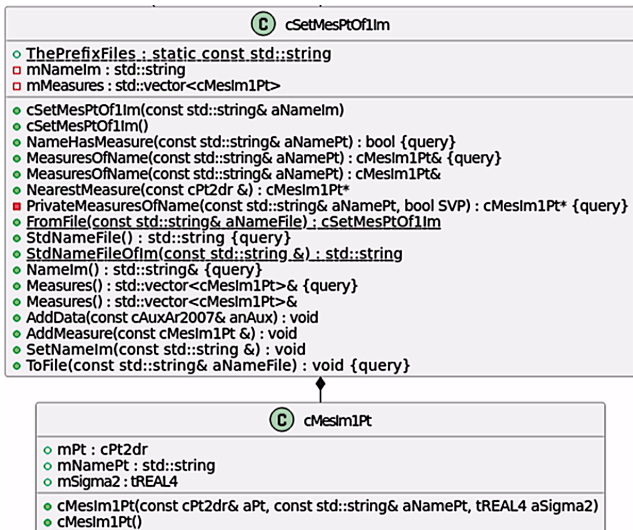 C cSetMesPtOf1Im
ThePrefixFiles : static const std::string
mNameIm : std::string
mMeasures : std::vector<cMesIm1Pt>
cSetMesPtOf1Im(const std::string& aNameIm)
cSetMesPtOf1Im()
NameHasMeasure(const std::string& aNamePt) : bool {query}
MeasuresOfName(const std::string& aNamePt) : cMesIm1Pt& {query}
MeasuresOfName(const std::string& aNamePt) : cMesIm1Pt&
NearestMeasure(const cPt2dr &) : cMesIm1Pt*
PrivateMeasuresOfName(const std::string& aNamePt, bool SVP) : cMesIm1Pt* {query}
FromFile(const std::string& aNameFile) : cSetMesPtOf1Im
StdNameFile() : std::string {query}
StdNameFileOfIm(const std::string &) : std::string
NameIm() : std::string& {query}
Measures() : std::vector<cMesIm1Pt>& {query}
Measures() : std::vector<cMesIm1Pt>&
AddData(const cAuxAr2007& anAux) : void
AddMeasure(const cMesIm1Pt &) : void
SetNameIm(const std::string &) : void
ToFile(const std::string& aNameFile) : void {query}
C cMesIm1Pt
mPt : cPt2dr
mNamePt : std::string
mSigma2 : tREAL4
cMesIm1Pt(const cPt2dr& aPt, const std::string& aNamePt, tREAL4 aSigma2)
cMesIm1Pt()